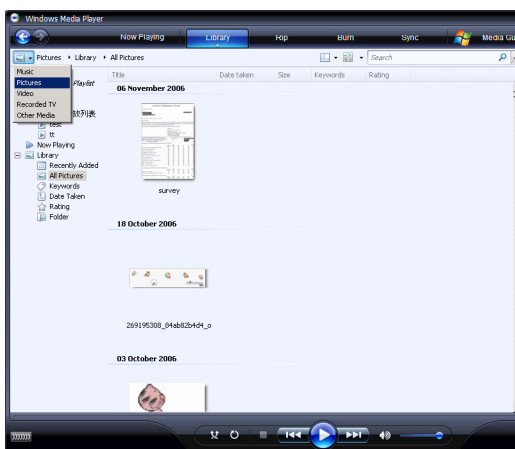 Windows Media Player
Now Playing Library Rip Burn Sync Media Gu
Pictures Library All Pictures Search
Title Date taken Size Keywords Rating
Music
Pictures
Video
Recorded TV
Other Media
Playlist
列表
test
tt
Now Playing
Library
Recently Added
All Pictures
Keywords
Date Taken
Rating
Folder
06 November 2006
survey
18 October 2006
269195308_84ab82b4d4_o
03 October 2006